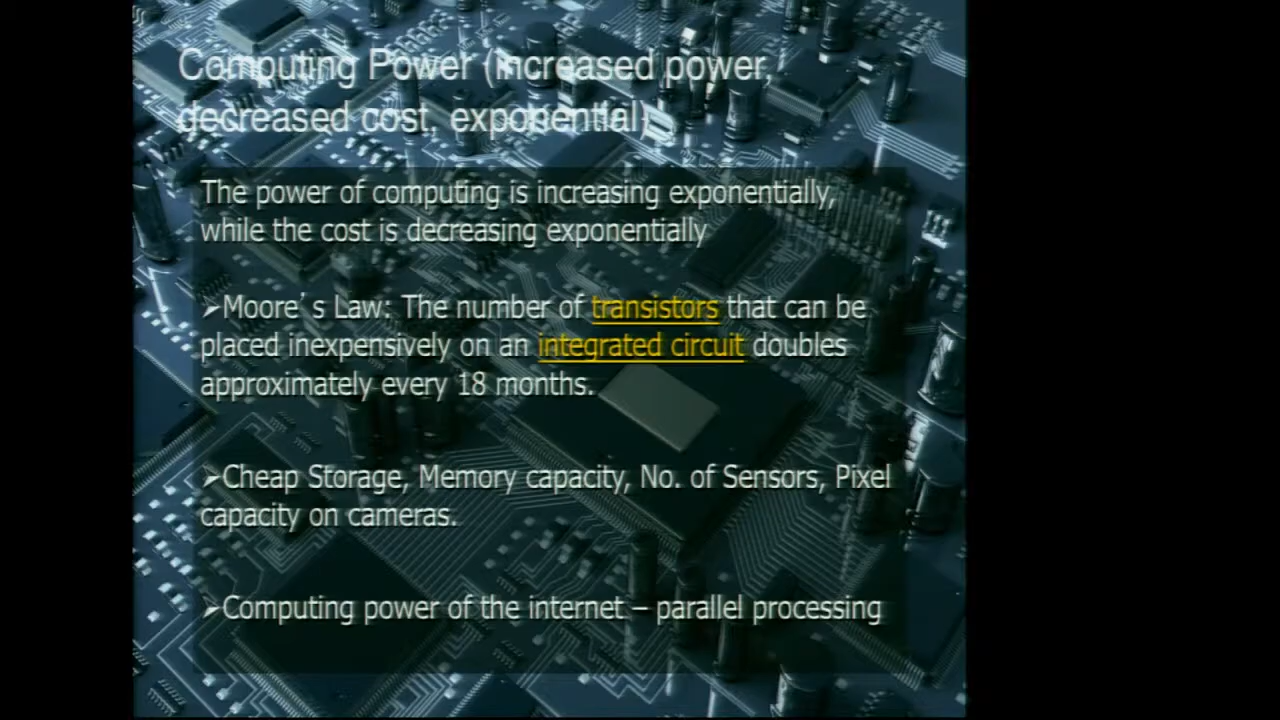 Computing Power (increased power,
decreased cost, exponential)
The power of computing is increasing exponentially,
while the cost is decreasing exponentially
➢Moore's Law: The number of transistors that can be
placed inexpensively on an integrated circuit doubles
approximately every 18 months.
➢Cheap Storage, Memory capacity, No. of Sensors, Pixel
capacity on cameras.
➢Computing power of the internet – parallel processing